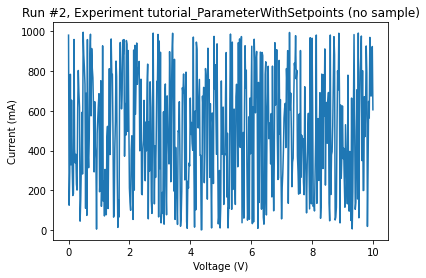 Run #2, Experiment tutorial_ParameterWithSetpoints (no sample)
1000
800
600
400
200
0
Current (mA)
0 2 4 6 8 10
Voltage (V)